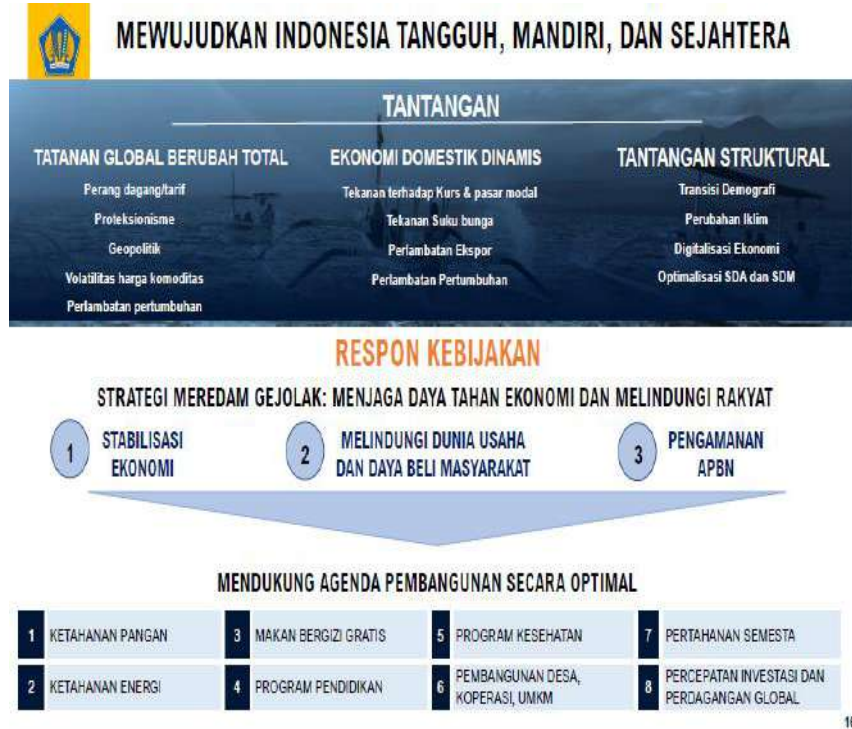 MEWUJUDKAN INDONESIA TANGGUH, MANDIRI, DAN SEJAHTERA
TANTANGAN
TATANAN GLOBAL BERUBAH TOTAL
Perang dagang/tarif
Proteksionisme
Geopolitik
Volatilitas harga komoditas
Perlambatan pertumbuhan
EKONOMI DOMESTIK DINAMIS
Tekanan terhadap Kurs & pasar modal
Tekanan Suku bunga
Perlambatan Ekspor
Perlambatan Pertumbuhan
TANTANGAN STRUKTURAL
Transisi Demografi
Perubahan Iklim
Digitalisasi Ekonomi
Optimalisasi SDA dan SDM
RESPON KEBIJAKAN
STRATEGI MEREDAM GEJOLAK: MENJAGA DAYA TAHAN EKONOMI DAN MELINDUNGI RAKYAT
1
STABILISASI
EKONOMI
2
MELINDUNGI DUNIA USAHA
DAN DAYA BELI MASYARAKAT
3
PENGAMANAN
APBN
MENDUKUNG AGENDA PEMBANGUNAN SECARA OPTIMAL
1 KETAHANAN PANGAN
2 KETAHANAN ENERGI
3 MAKAN BERGIZI GRATIS
4 PROGRAM PENDIDIKAN
5 PROGRAM KESEHATAN
6 PEMBANGUNAN DESA,
KOPERASI, UMKM
7 PERTAHANAN SEMESTA
8 PERCEPATAN INVESTASI DAN
PERDAGANGAN GLOBAL